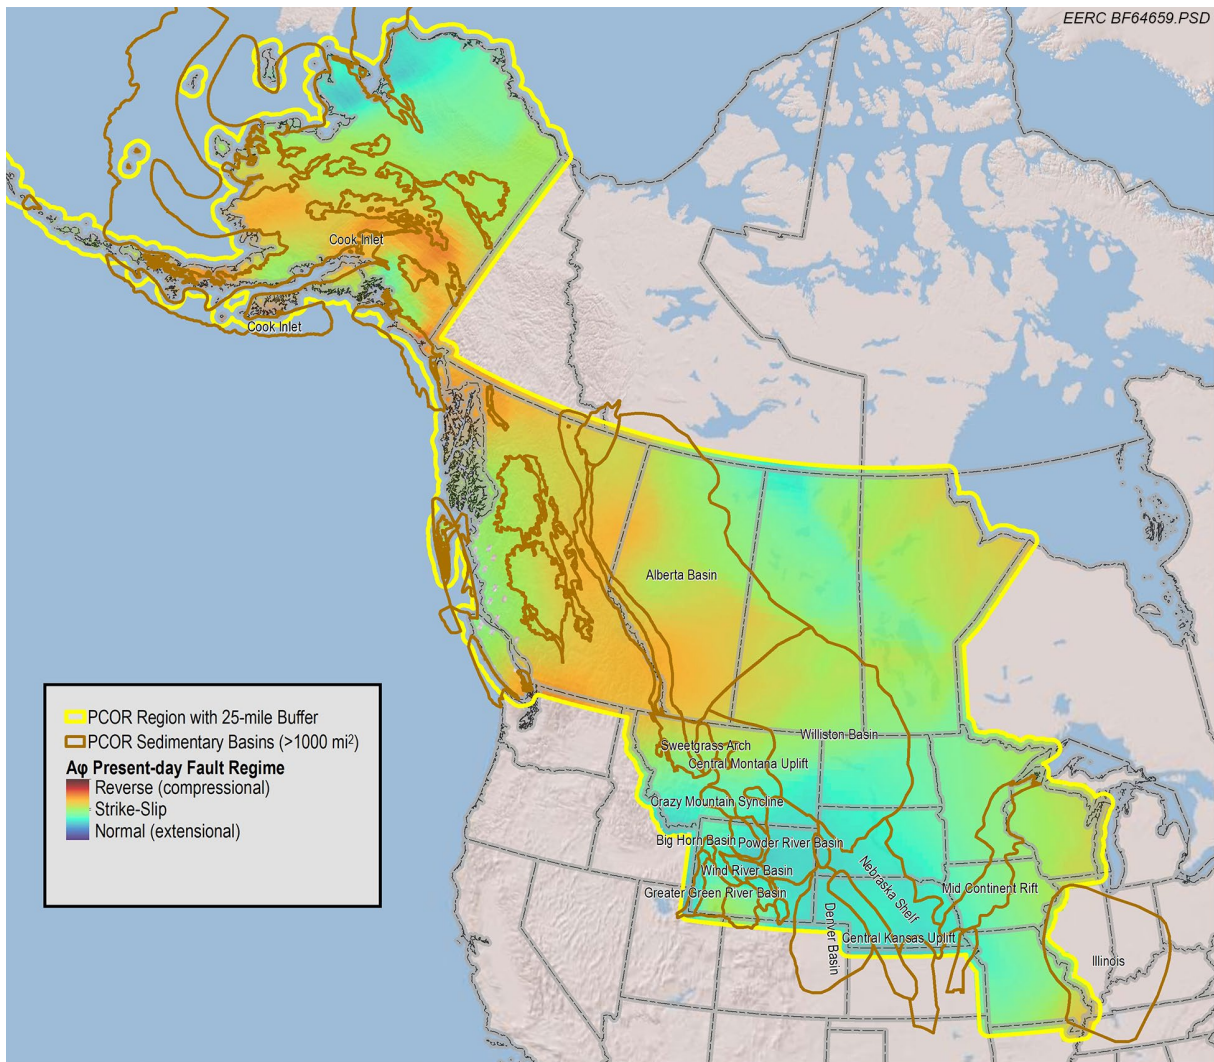 EERC BF64659.PSD
Cook Inlet
Cook Inlet
Alberta Basin
Williston Basin
Sweetgrass Arch
Central Montana Uplift
Crazy Mountain Syncline
Big Horn Basin
Powder River Basin
Wind River Basin
Greater Green River Basin
Nebraska Shelf
Mid Continent Rift
Denver Basin
Central Kansas Uplift
Illinois
PCOR Region with 25-mile Buffer
PCOR Sedimentary Basins (>1000 mi²)
Aφ Present-day Fault Regime
Reverse (compressional)
Strike-Slip
Normal (extensional)